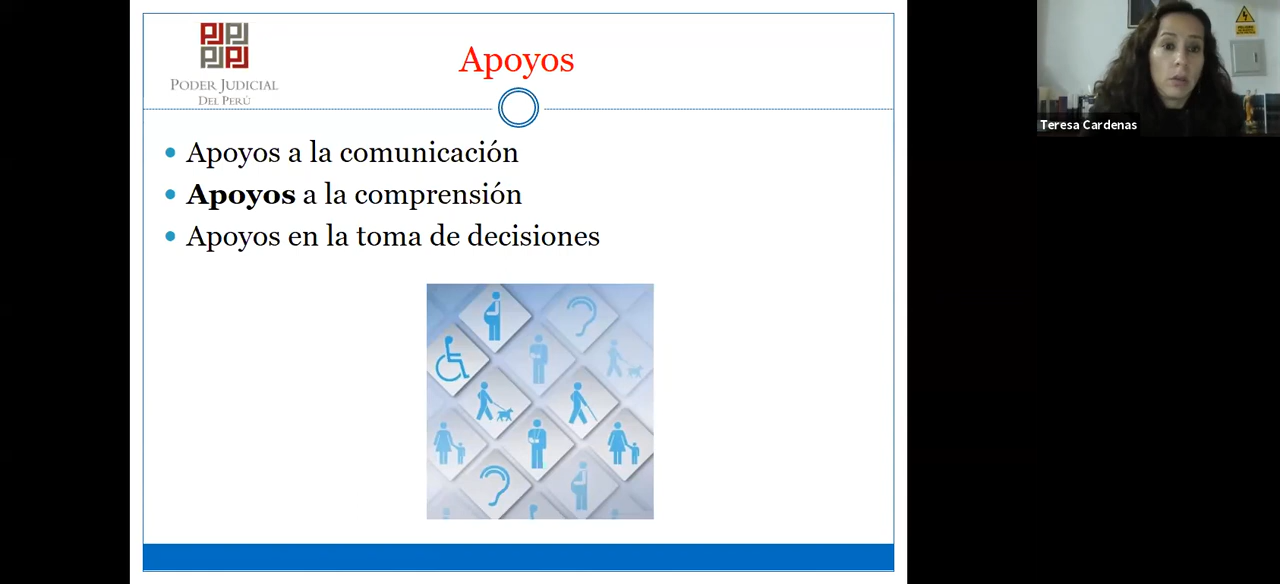 PODER JUDICIAL
DEL PERÚ
Apoyos
Apoyos a la comunicación
Apoyos a la comprensión
Apoyos en la toma de decisiones
Teresa Cardenas